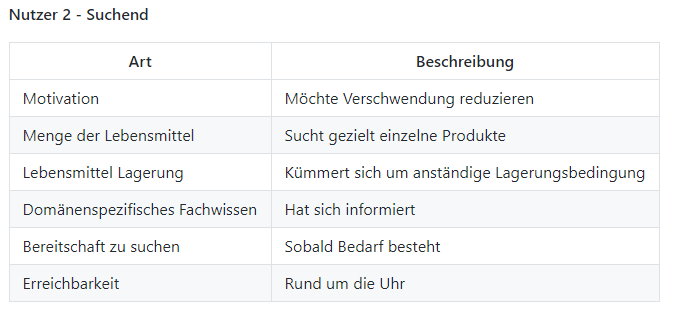 Nutzer 2 - Suchend
Art Beschreibung
Motivation Möchte Verschwendung reduzieren
Menge der Lebensmittel Sucht gezielt einzelne Produkte
Lebensmittel Lagerung Kümmert sich um anständige Lagerungsbedingung
Domänenspezifisches Fachwissen Hat sich informiert
Bereitschaft zu suchen Sobald Bedarf besteht
Erreichbarkeit Rund um die Uhr